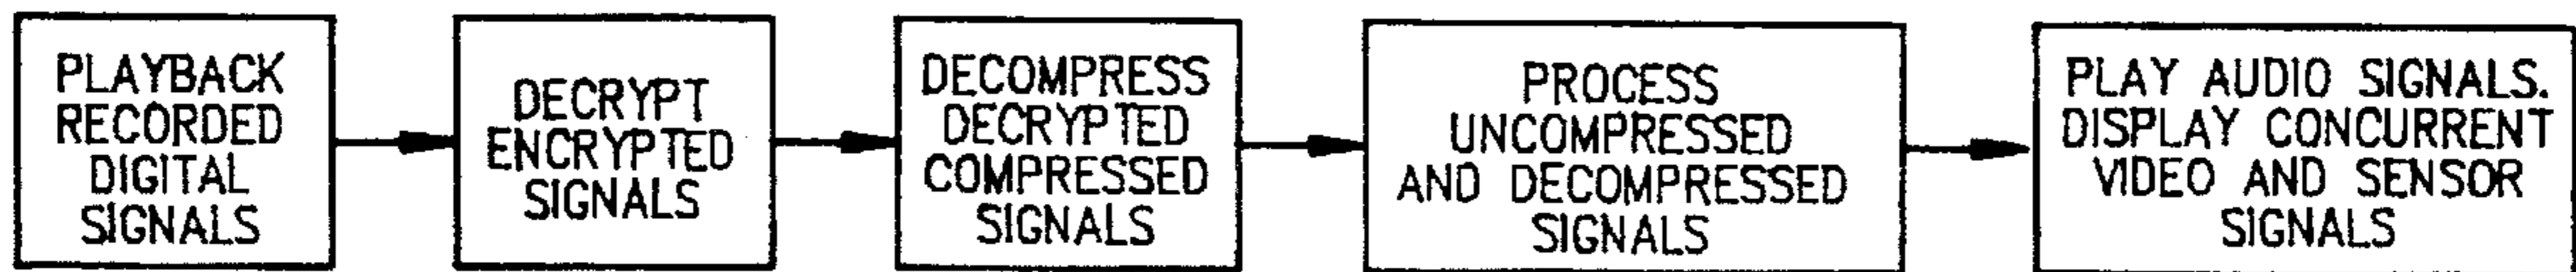 PLAYBACK
RECORDED
DIGITAL
SIGNALS
DECRYPT
ENCRYPTED
SIGNALS
DECOMPRESS
DECRYPTED
COMPRESSED
SIGNALS
PROCESS
UNCOMPRESSED
AND DECOMPRESSED
SIGNALS
PLAY AUDIO SIGNALS.
DISPLAY CONCURRENT
VIDEO AND SENSOR
SIGNALS